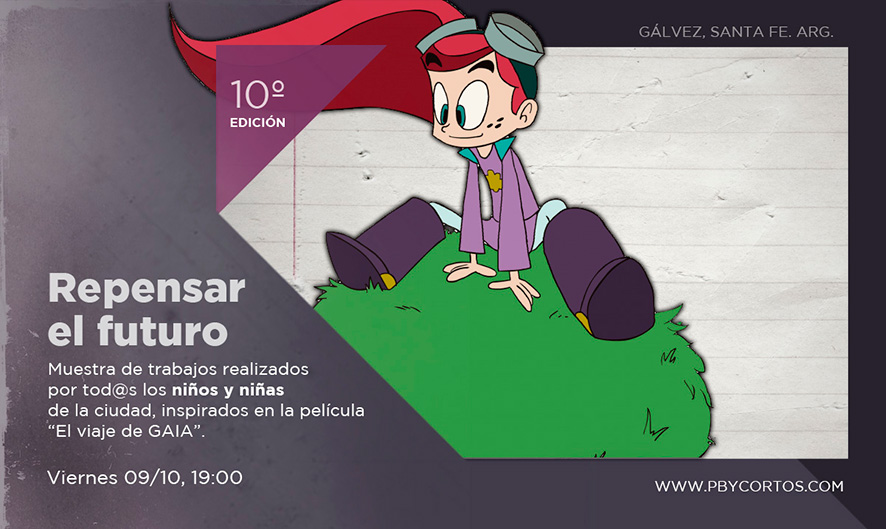 GÁLVEZ, SANTA FE. ARG.
10º
EDICIÓN
Repensar
el futuro
Muestra de trabajos realizados
por tod@s los niños y niñas
de la ciudad, inspirados en la película
“El viaje de GAIA”.
Viernes 09/10, 19:00
WWW.PBYCORTOS.COM